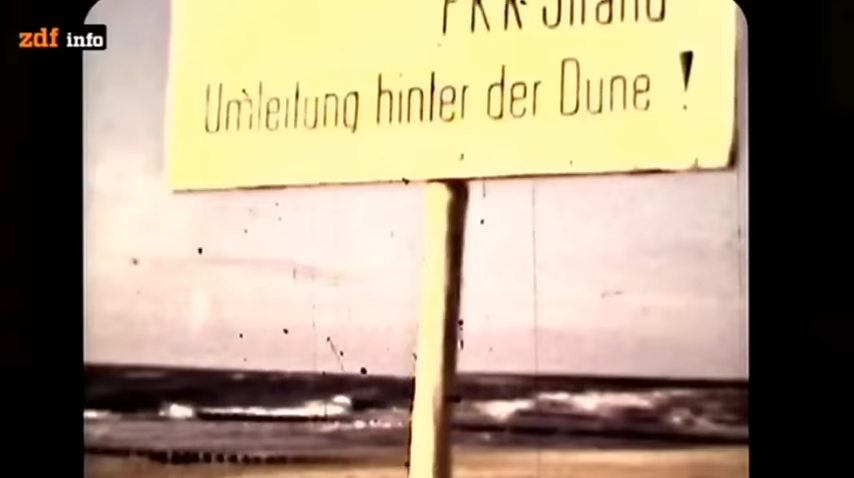 zdf info
FKK-Strand
Umleitung hinter der Dune !